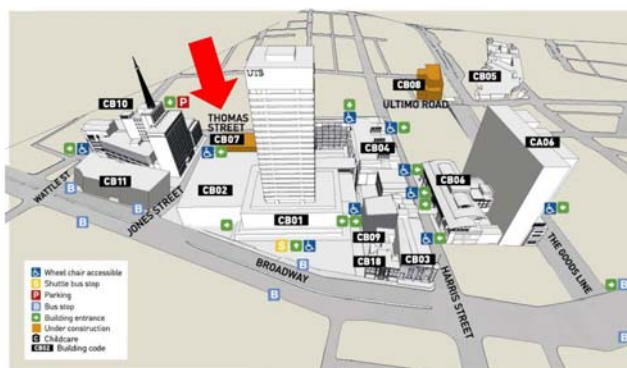 UTS
CB10
P
THOMAS
STREET
CB07
CB08
ULTIMO ROAD
CB05
CB04
CA06
CB06
WATTLE ST
B
CB11
B
B
JONES STREET
CB02
CB01
CB09
CB18
CB03
S
B
BROADWAY
B
HARRIS STREET
THE GOODS LINE
B
B
Wheel chair accessible
S Shuttle bus stop
P Parking
B Bus stop
Building entrance
Under construction
C Childcare
CB02 Building code